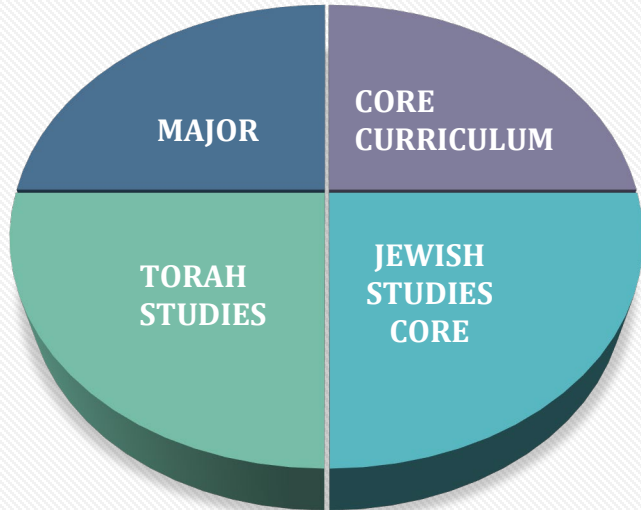 MAJOR
CORE
CURRICULUM
TORAH
STUDIES
JEWISH
STUDIES
CORE